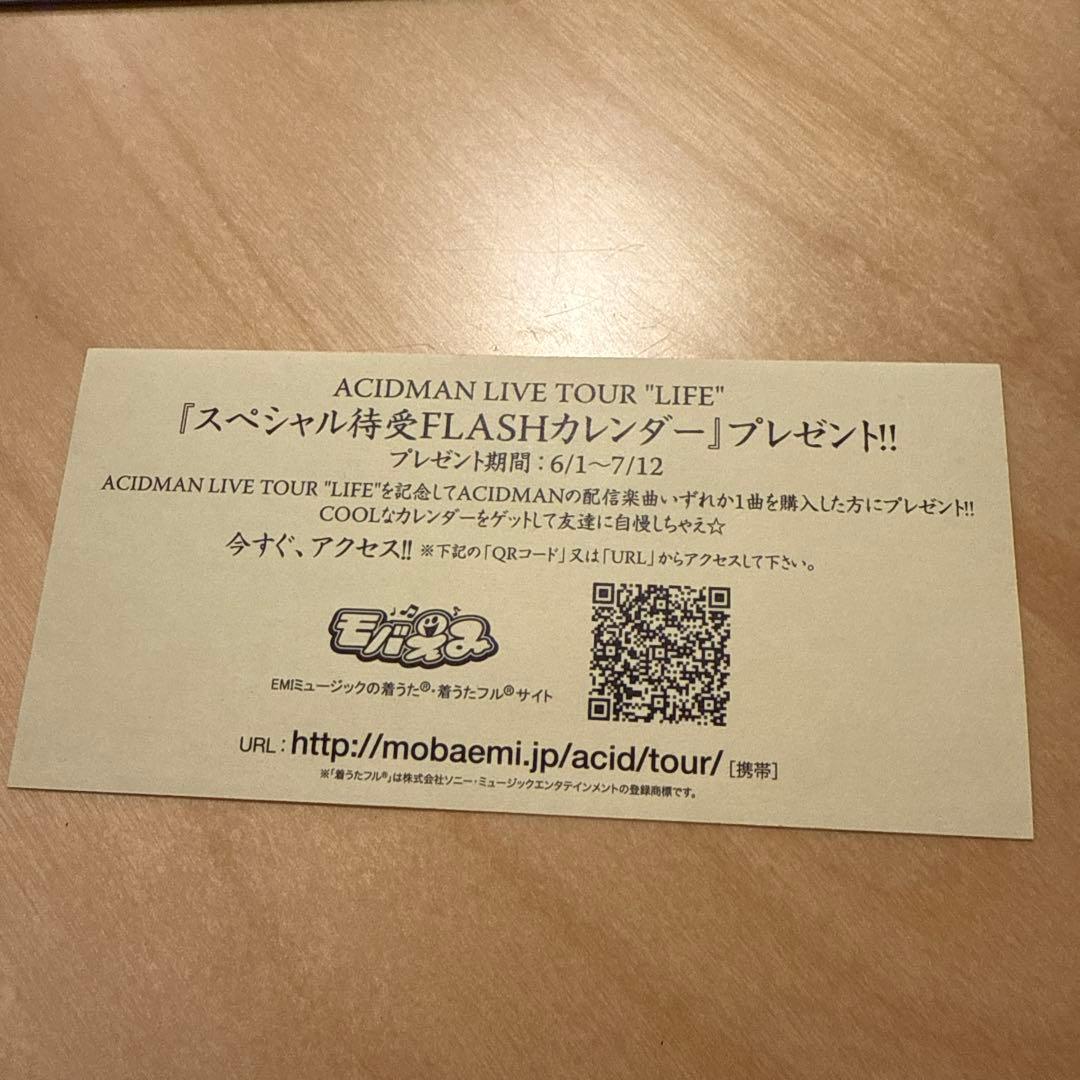 ACIDMAN LIVE TOUR "LIFE"
『スペシャル待受FLASHカレンダー』プレゼント!!
プレゼント期間：6/1～7/12
ACIDMAN LIVE TOUR "LIFE"を記念してACIDMANの配信楽曲いずれか1曲を購入した方にプレゼント!!
COOLなカレンダーをゲットして友達に自慢しちゃえ☆
今すぐ、アクセス!! ※下記の「QRコード」又は「URL」からアクセスして下さい。
モバえみ
EMIミュージックの着うた®・着うたフル®サイト
URL：http://mobaemi.jp/acid/tour/［携帯］
※「着うたフル®」は株式会社ソニー・ミュージックエンタテインメントの登録商標です。